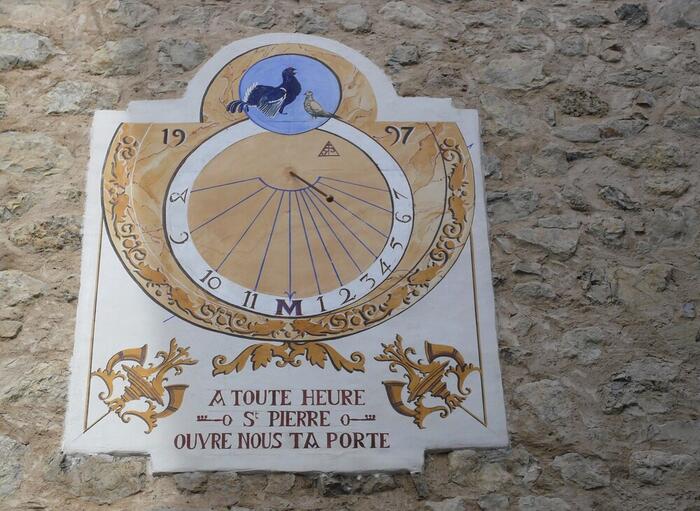 19 97
8 9 10 11 M 1 2 3 4 5 6 7
A TOUTE HEURE
St PIERRE
OUVRE NOUS TA PORTE